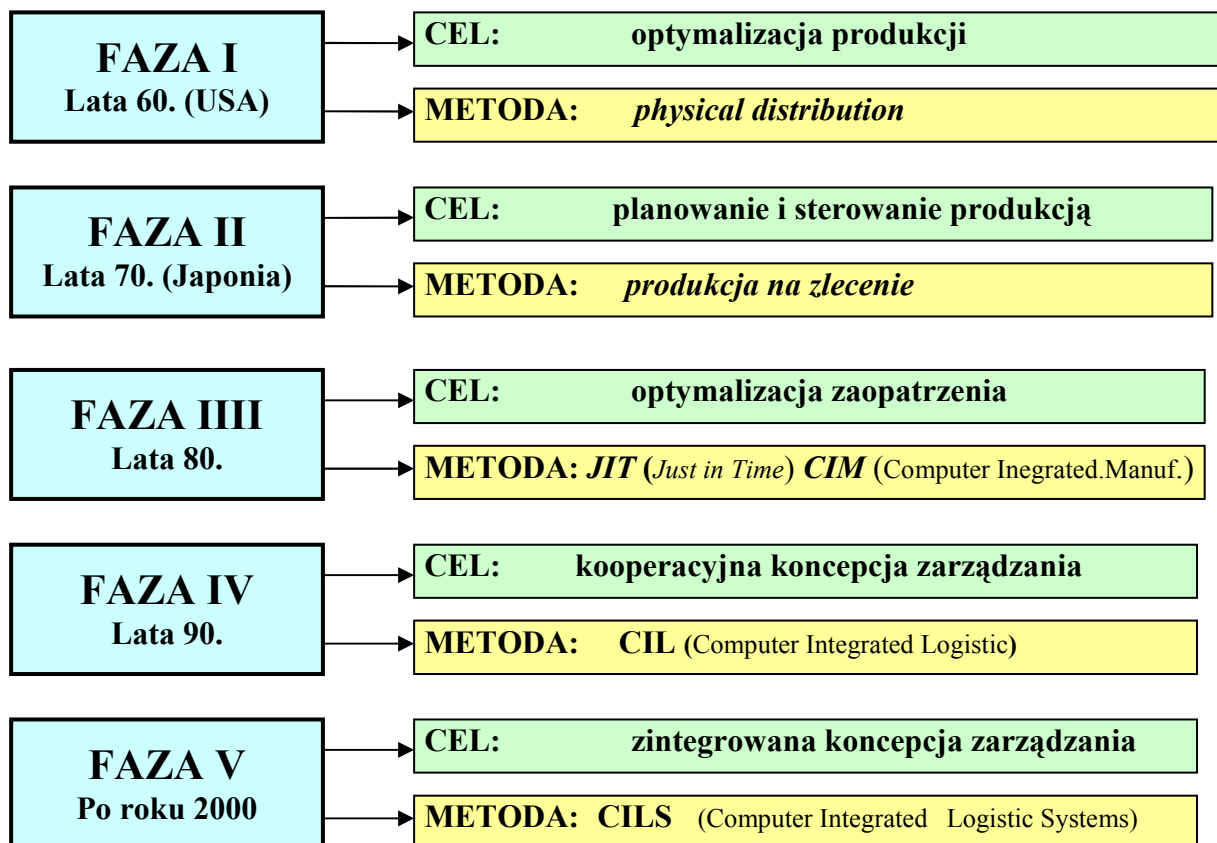 FAZA I
Lata 60. (USA)
CEL: optymalizacja produkcji
METODA: physical distribution
FAZA II
Lata 70. (Japonia)
CEL: planowanie i sterowanie produkcją
METODA: produkcja na zlecenie
FAZA IIII
Lata 80.
CEL: optymalizacja zaopatrzenia
METODA: JIT (Just in Time) CIM (Computer Inegrated.Manuf.)
FAZA IV
Lata 90.
CEL: kooperacyjna koncepcja zarządzania
METODA: CIL (Computer Integrated Logistic)
FAZA V
Po roku 2000
CEL: zintegrowana koncepcja zarządzania
METODA: CILS (Computer Integrated Logistic Systems)